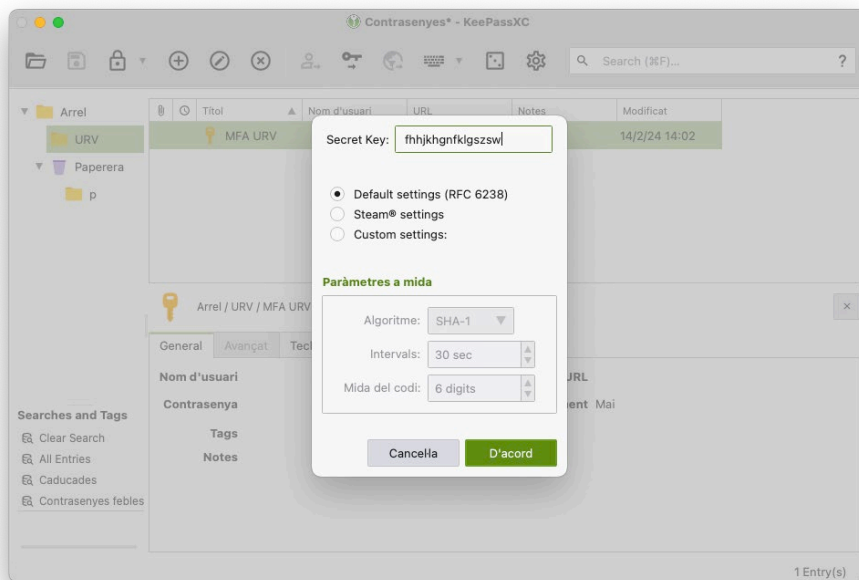 Contrasenyes* - KeePassXC
Search (⌘F)...
?
Arrel
URV
Paperera
p
Títol
Nom d'usuari
URL
Notes
Modificat
MFA URV
14/2/24 14:02
Secret Key:
fhhjkhgnfklgszsw
Default settings (RFC 6238)
Steam® settings
Custom settings:
Paràmetres a mida
Algoritme:
SHA-1
Intervals:
30 sec
Mida del codi:
6 digits
Cancel·la
D'acord
Arrel / URV / MFA URV
General
Avançat
Nom d'usuari
URL
Contrasenya
Mai
Tags
Notes
Searches and Tags
Clear Search
All Entries
Caducades
Contrasenyes febles
1 Entry(s)